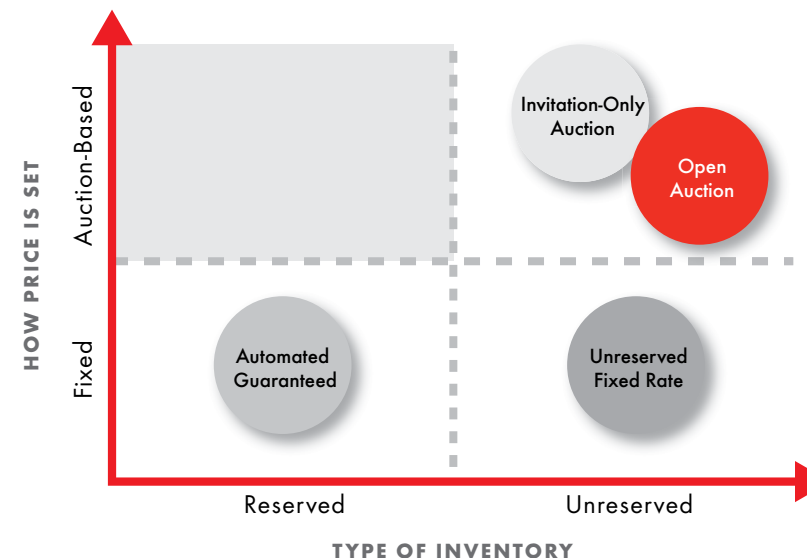 HOW PRICE IS SET
Auction-Based
Fixed
Invitation-Only
Auction
Open
Auction
Automated
Guaranteed
Unreserved
Fixed Rate
Reserved
Unreserved
TYPE OF INVENTORY